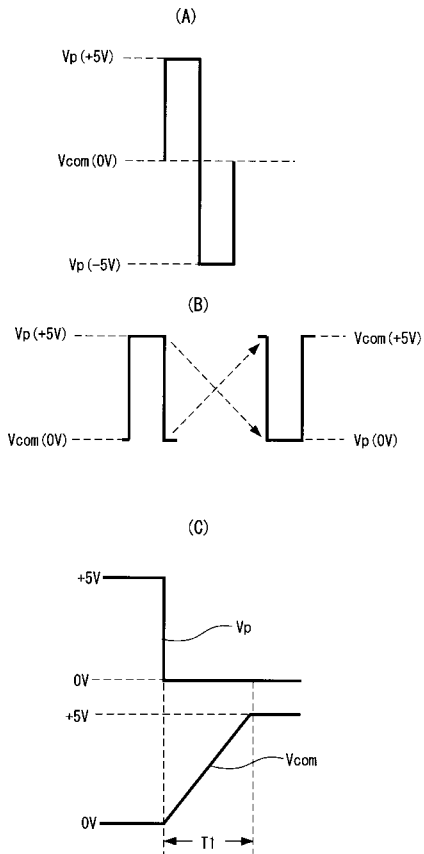 (A)
Vp(+5V)
Vcom(0V)
Vp(-5V)
(B)
Vp(+5V)
Vcom(+5V)
Vcom(0V)
Vp(0V)
(C)
+5V
Vp
0V
+5V
Vcom
0V
T1